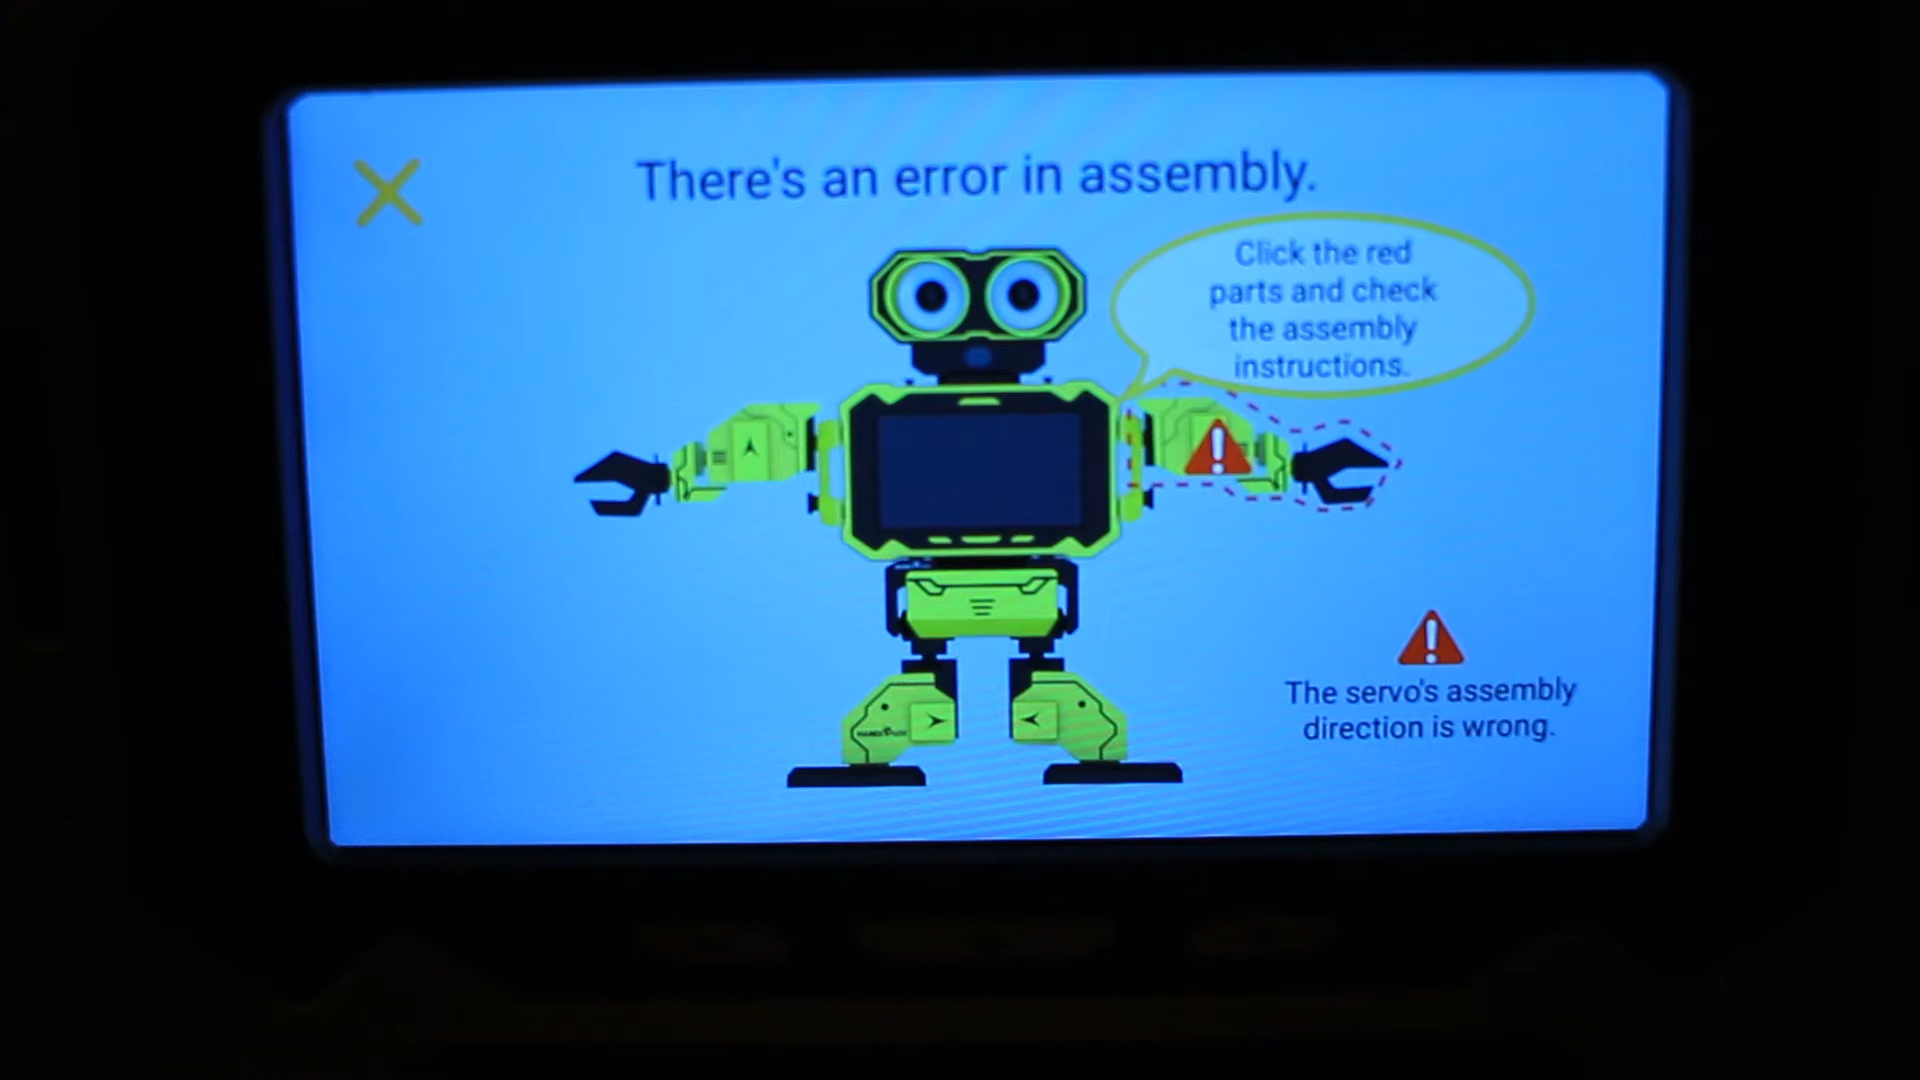 There's an error in assembly.
Click the red
parts and check
the assembly
instructions.
The servo's assembly
direction is wrong.